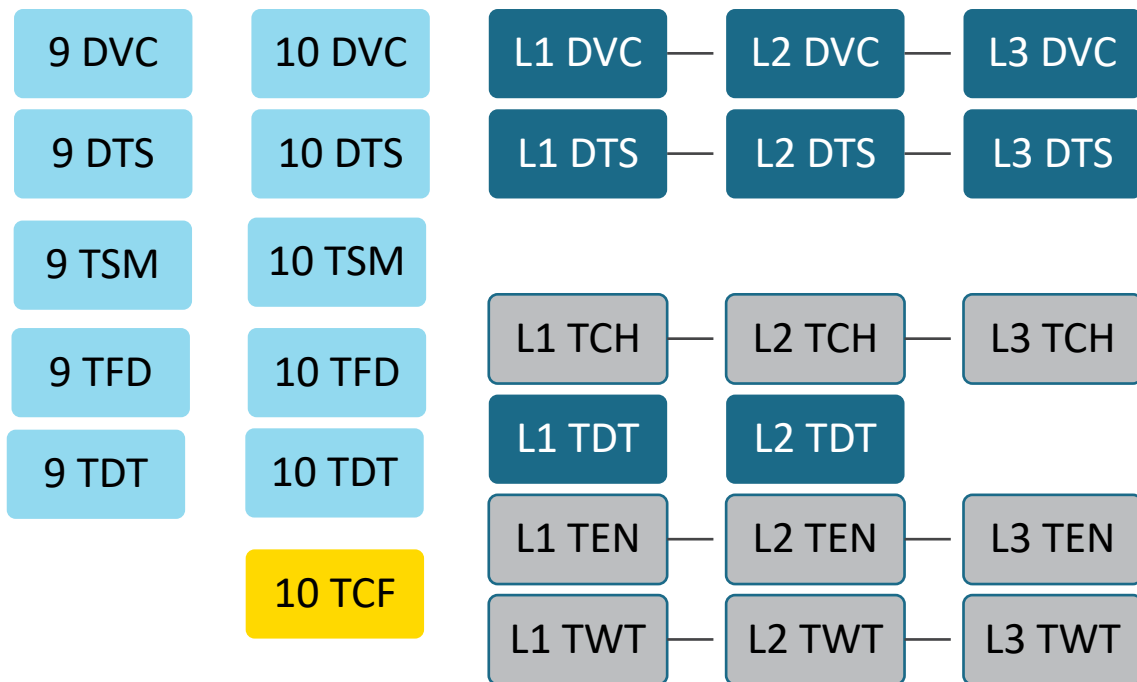 9 DVC
10 DVC
L1 DVC
L2 DVC
L3 DVC
9 DTS
10 DTS
L1 DTS
L2 DTS
L3 DTS
9 TSM
10 TSM
L1 TCH
L2 TCH
L3 TCH
9 TFD
10 TFD
L1 TDT
L2 TDT
9 TDT
10 TDT
L1 TEN
L2 TEN
L3 TEN
10 TCF
L1 TWT
L2 TWT
L3 TWT